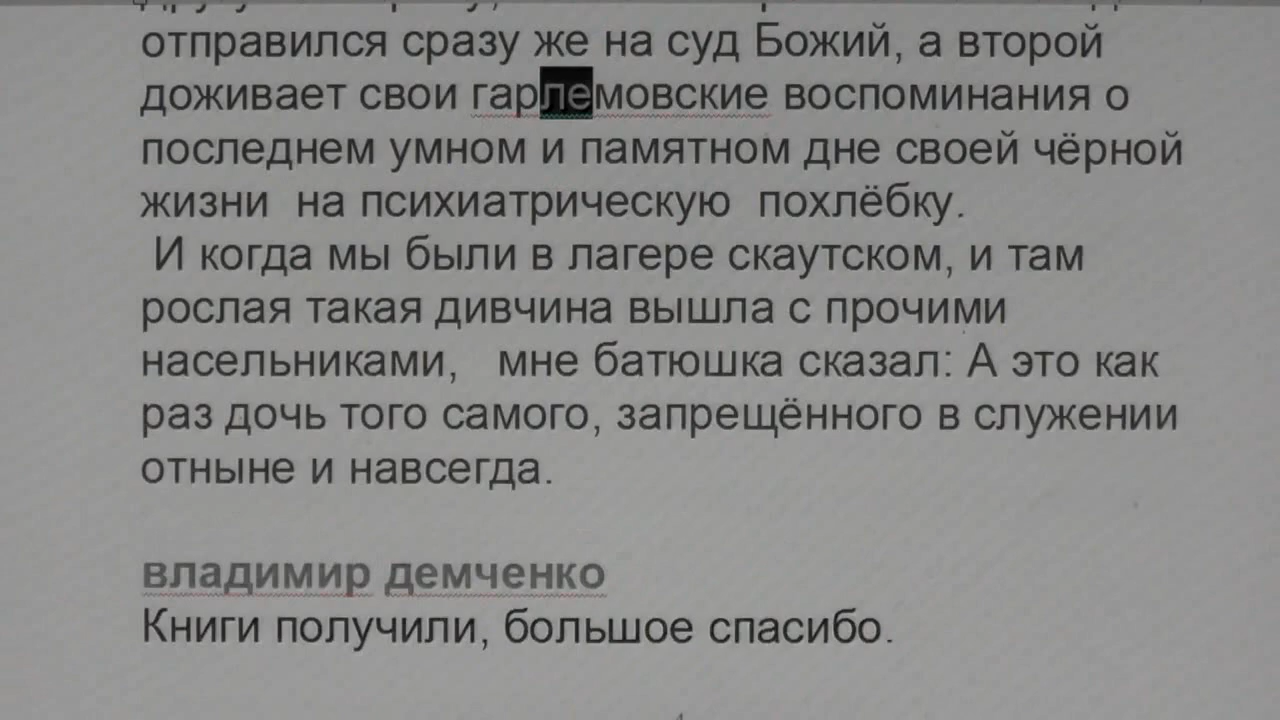 отправился сразу же на суд Божий, а второй
доживает свои гарлемовские воспоминания о
последнем умном и памятном дне своей чёрной
жизни на психиатрическую похлёбку.
И когда мы были в лагере скаутском, и там
рослая такая дивчина вышла с прочими
насельниками, мне батюшка сказал: А это как
раз дочь того самого, запрещённого в служении
отныне и навсегда.
владимир демченко
Книги получили, большое спасибо.